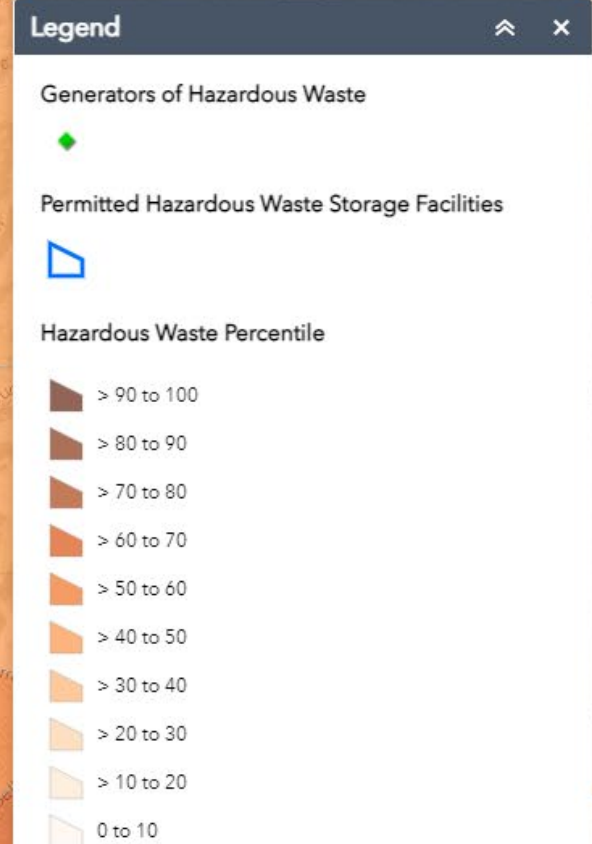 Legend
Generators of Hazardous Waste
Permitted Hazardous Waste Storage Facilities
Hazardous Waste Percentile
> 90 to 100
> 80 to 90
> 70 to 80
> 60 to 70
> 50 to 60
> 40 to 50
> 30 to 40
> 20 to 30
> 10 to 20
0 to 10